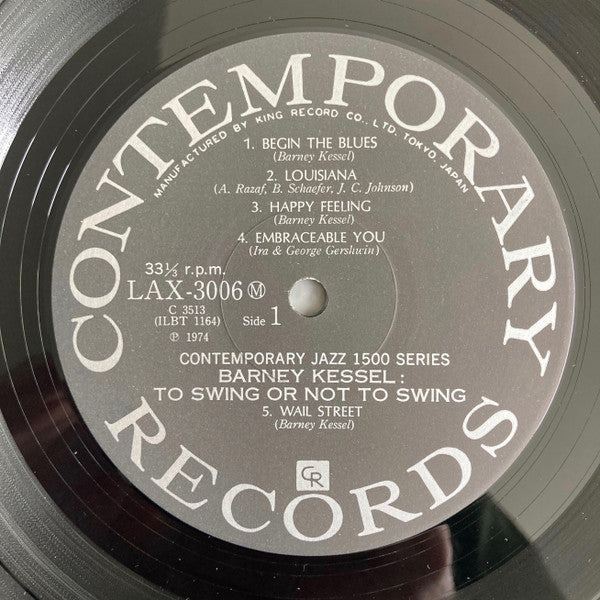 CONTEMPORARY
MANUFACTURED BY KING RECORD CO., LTD. TOKYO, JAPAN
1. BEGIN THE BLUES
(Barney Kessel)
2. LOUISIANA
(A. Razaf, B. Schaefer, J. C. Johnson)
3. HAPPY FEELING
(Barney Kessel)
4. EMBRACEABLE YOU
(Ira & George Gershwin)
33⅓ r.p.m.
LAX-3006 Ⓜ
C 3513
(ILBT 1164)
Side 1
℗ 1974
CONTEMPORARY JAZZ 1500 SERIES
BARNEY KESSEL:
TO SWING OR NOT TO SWING
5. WAIL STREET
(Barney Kessel)
CR
RECORDS